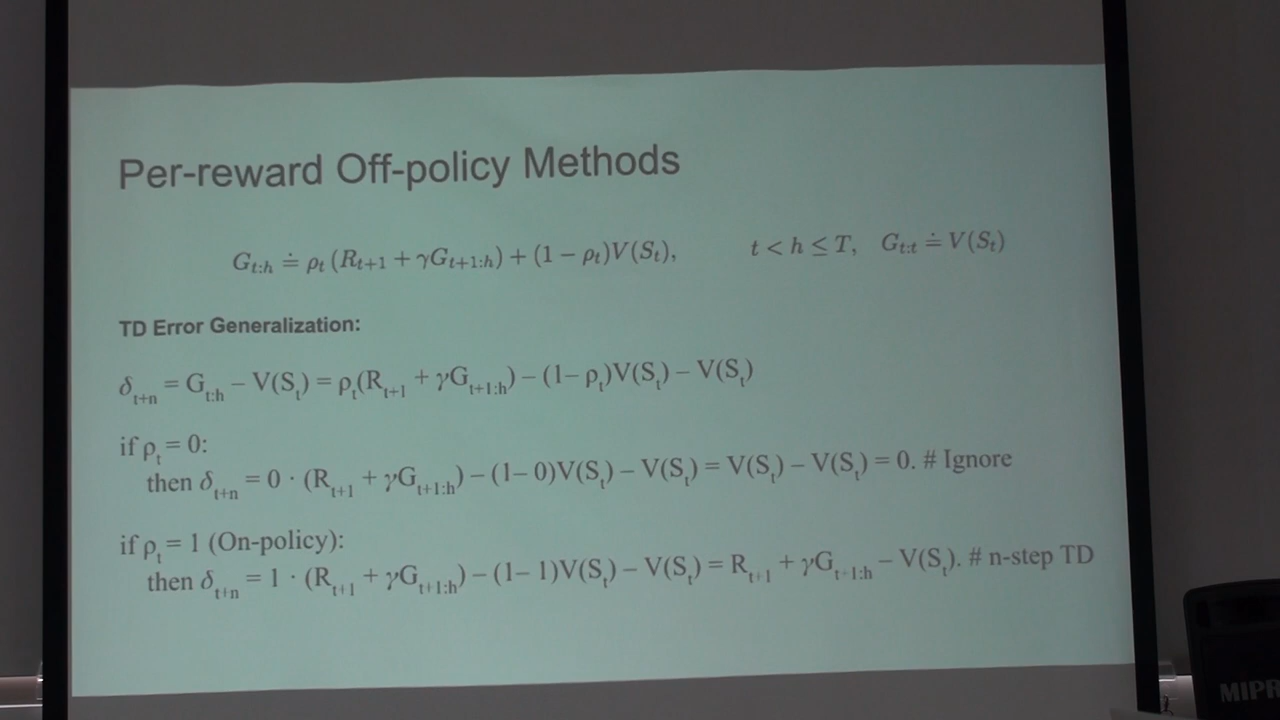 Per-reward Off-policy Methods
G_{t:h} ≐ ρ_t (R_{t+1} + γG_{t+1:h}) + (1 − ρ_t)V(S_t), t < h ≤ T, G_{t:t} ≐ V(S_t)
TD Error Generalization:
δ_{t+n} = G_{t:h} – V(S_t) = ρ_t(R_{t+1} + γG_{t+1:h}) – (1– ρ_t)V(S_t) – V(S_t)
if ρ_t = 0:
then δ_{t+n} = 0 · (R_{t+1} + γG_{t+1:h}) – (1– 0)V(S_t) – V(S_t) = V(S_t) – V(S_t) = 0. # Ignore
if ρ_t = 1 (On-policy):
then δ_{t+n} = 1 · (R_{t+1} + γG_{t+1:h}) – (1– 1)V(S_t) – V(S_t) = R_{t+1} + γG_{t+1:h} – V(S_t). # n-step TD
MIPR